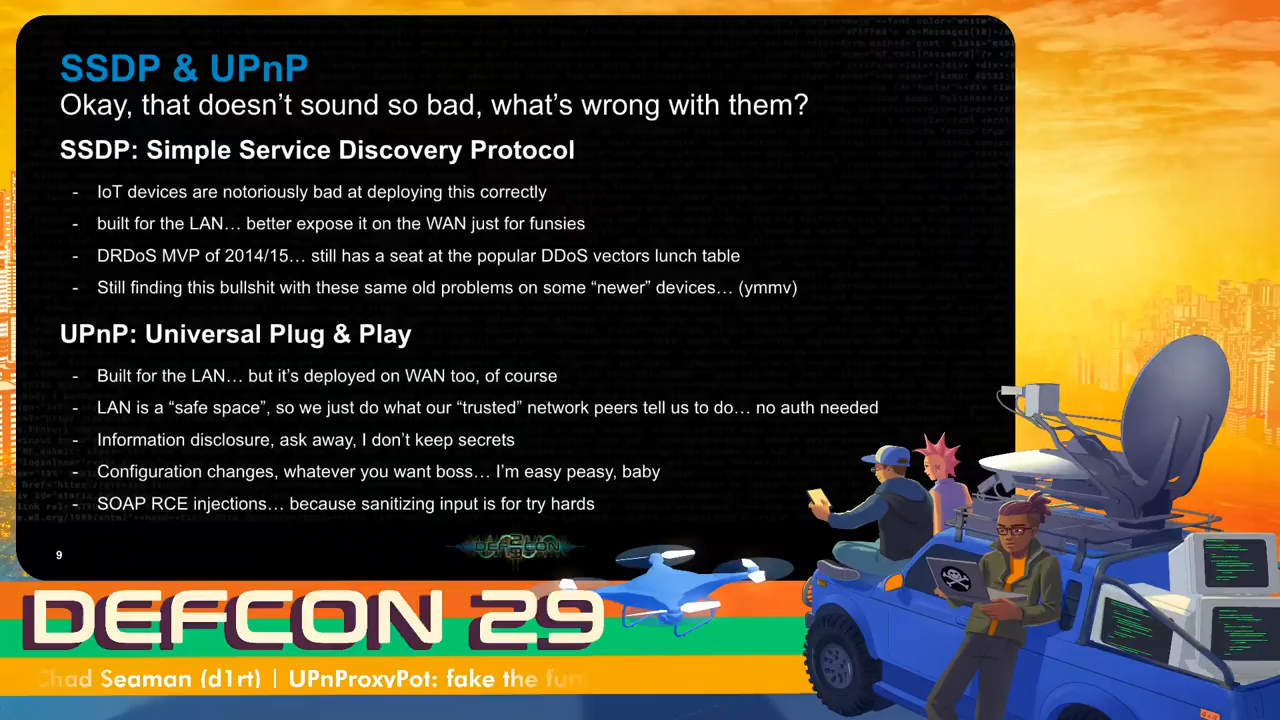 SSDP & UPnP
Okay, that doesn’t sound so bad, what’s wrong with them?
SSDP: Simple Service Discovery Protocol
- IoT devices are notoriously bad at deploying this correctly
- built for the LAN… better expose it on the WAN just for funsies
- DRDoS MVP of 2014/15… still has a seat at the popular DDoS vectors lunch table
- Still finding this bullshit with these same old problems on some “newer” devices… (ymmv)
UPnP: Universal Plug & Play
- Built for the LAN… but it’s deployed on WAN too, of course
- LAN is a “safe space”, so we just do what our “trusted” network peers tell us to do… no auth needed
- Information disclosure, ask away, I don’t keep secrets
- Configuration changes, whatever you want boss… I’m easy peasy, baby
- SOAP RCE injections… because sanitizing input is for try hards
9
DEFCON
DEFCON 29
Chad Seaman (d1rt) | UPnProxyPot: fake the fun